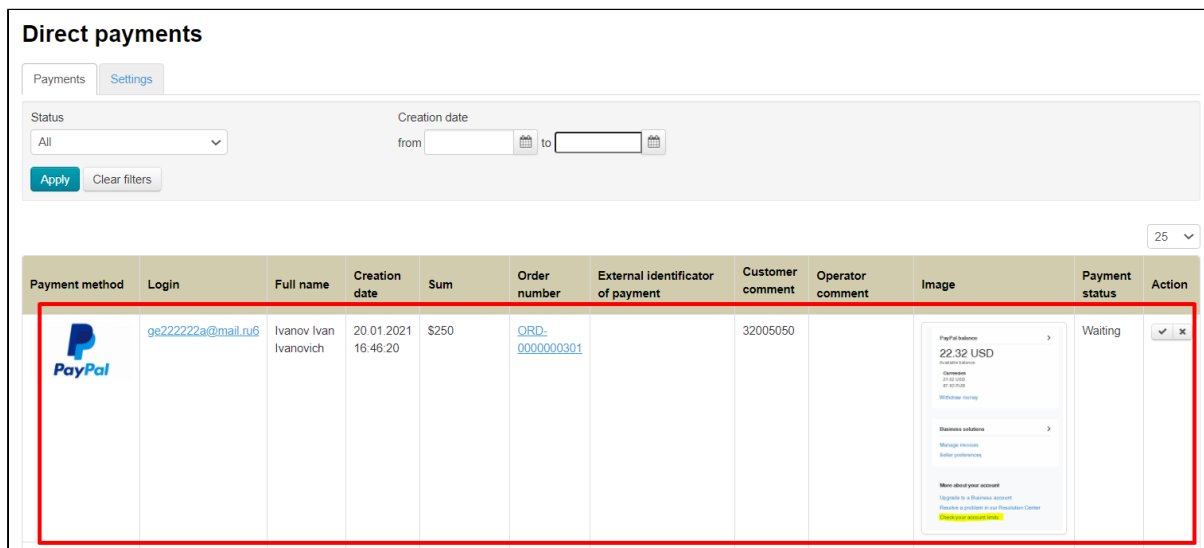 Direct payments
Payments Settings
Status Creation date
All from to
Apply Clear filters
25
Payment method Login Full name Creation date Sum Order number External identificator of payment Customer comment Operator comment Image Payment status Action
PayPal
ge222222a@mail.ru6
Ivanov Ivan
Ivanovich
20.01.2021
16:46:20
$250
ORD-
0000000301
32005050
PayPal balance
22.32 USD
Available balance
Currencies
Withdraw money
Business solutions
Manage invoices
Seller preferences
More about your account
Upgrade to a Business account
Resolve a problem in our Resolution Center
Check your account limits
Waiting